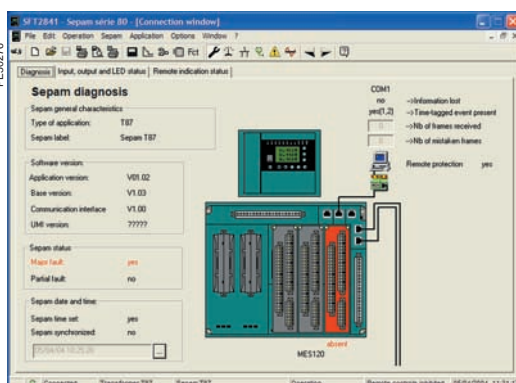 SFT2841 - Sepam série 80 - [Connection window]
File Edit Operation Sepam Application Options Window ?
Fct
Diagnosis Input, output and LED status Remote indication status
Sepam diagnosis
Sepam general characteristics
Type of application: T87
Sepam label: Sepam T87
Software version:
Application version: V01.02
Base version: V1.03
Communication interface V1.00
UMI version: ?????
Sepam status
Major fault: yes
Partial fault: no
Sepam date and time:
Sepam time set: yes
Sepam synchronized: no
...
COM1
no ->Information lost
yes(1,2) ->Time-tagged event present
0 ->Nb of frames received
0 ->Nb of mistaken frames
Remote protection yes
absent
MES120